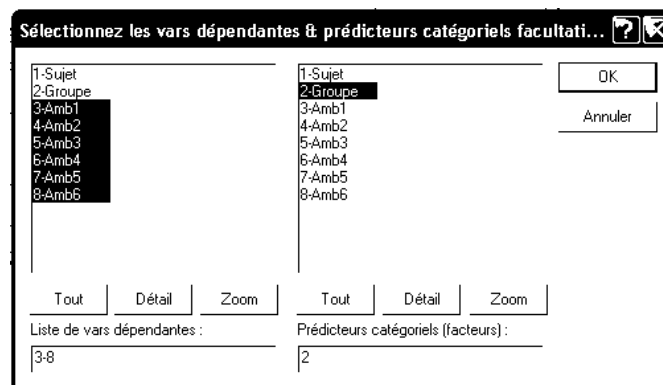 Sélectionnez les vars dépendantes & prédicteurs catégoriels facultati...
1-Sujet
2-Groupe
3-Amb1
4-Amb2
5-Amb3
6-Amb4
7-Amb5
8-Amb6
1-Sujet
2-Groupe
3-Amb1
4-Amb2
5-Amb3
6-Amb4
7-Amb5
8-Amb6
OK
Annuler
Tout Détail Zoom
Tout Détail Zoom
Liste de vars dépendantes :
3-8
Prédicteurs catégoriels (facteurs) :
2